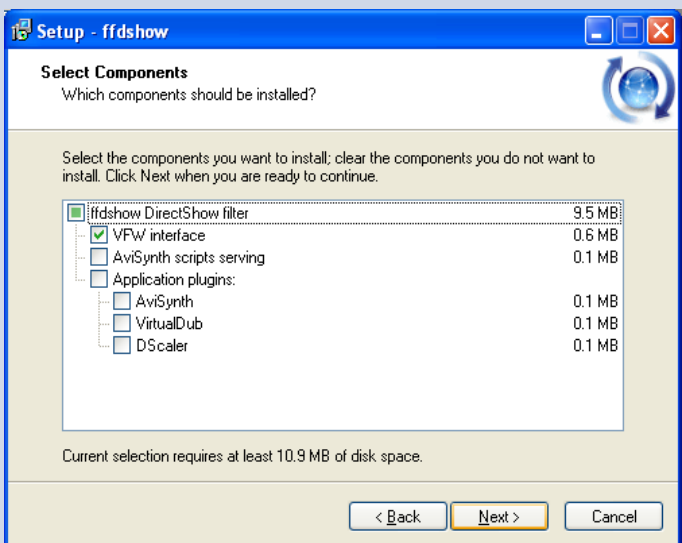 Setup - ffdshow
Select Components
Which components should be installed?
Select the components you want to install; clear the components you do not want to
install. Click Next when you are ready to continue.
ffdshow DirectShow filter 9.5 MB
VFW interface 0.6 MB
AviSynth scripts serving 0.1 MB
Application plugins:
AviSynth 0.1 MB
VirtualDub 0.1 MB
DScaler 0.1 MB
Current selection requires at least 10.9 MB of disk space.
< Back Next > Cancel